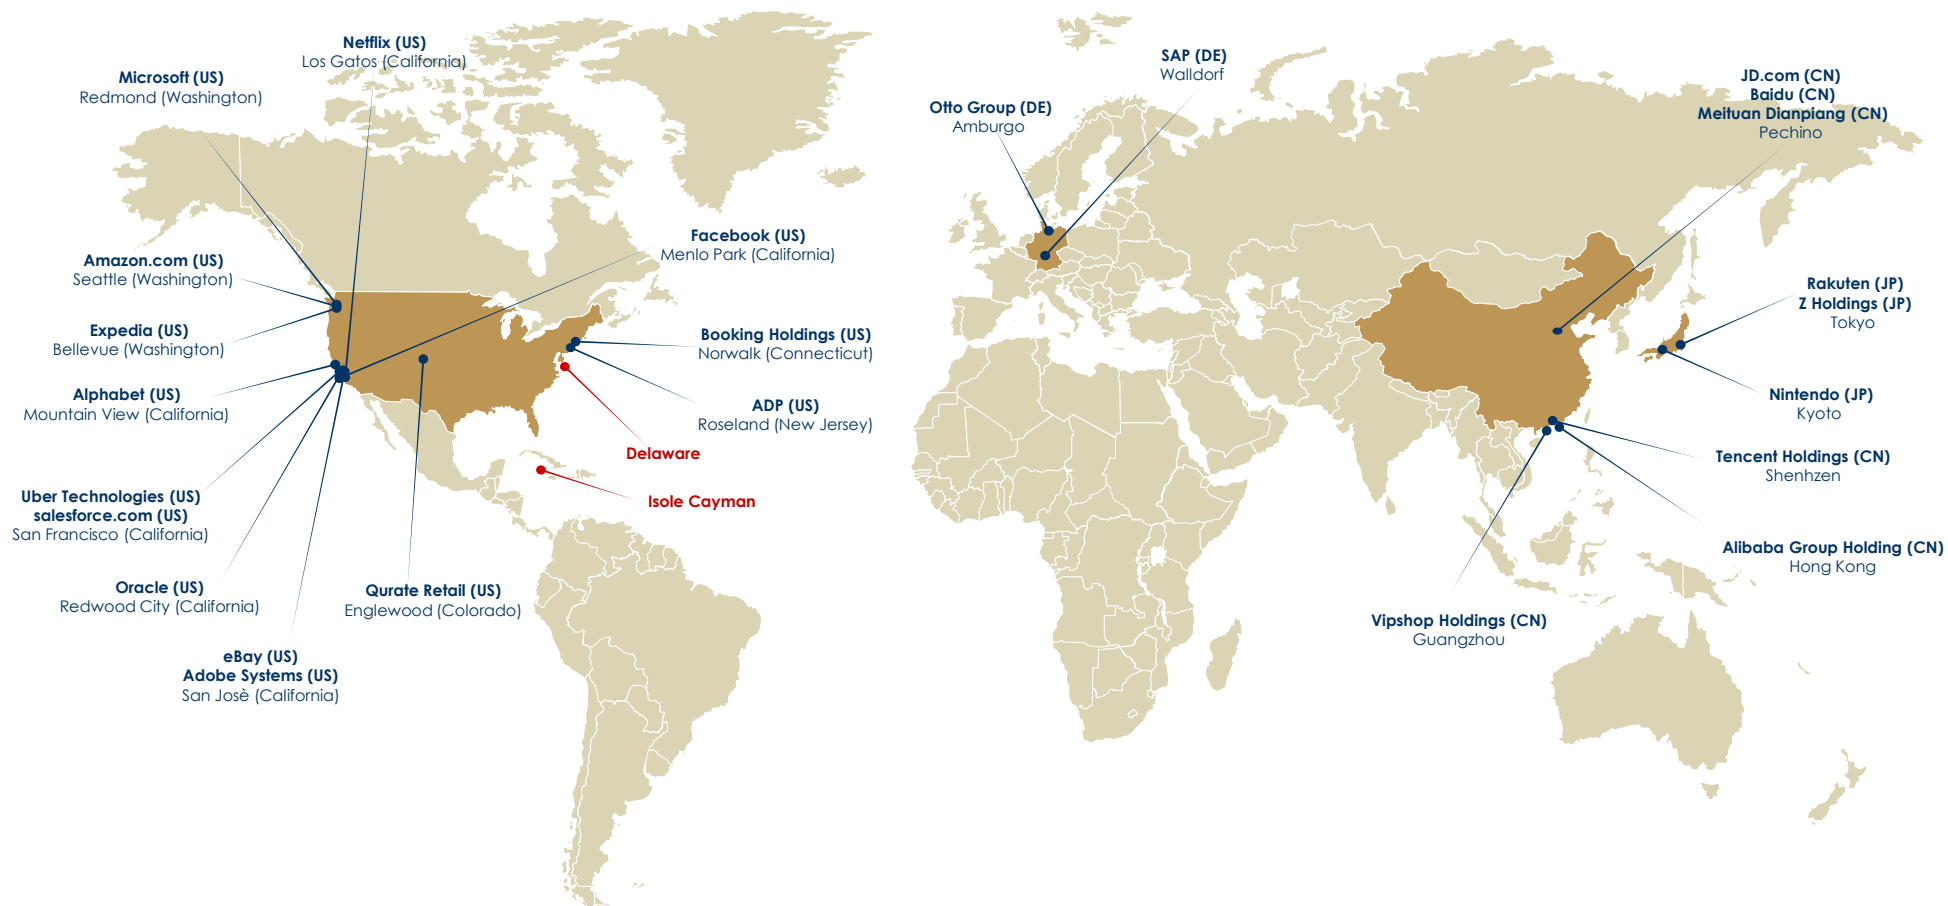 Netflix (US)
Los Gatos (California)
Microsoft (US)
Redmond (Washington)
Amazon.com (US)
Seattle (Washington)
Expedia (US)
Bellevue (Washington)
Alphabet (US)
Mountain View (California)
Uber Technologies (US)
salesforce.com (US)
San Francisco (California)
Oracle (US)
Redwood City (California)
eBay (US)
Adobe Systems (US)
San Josè (California)
Qurate Retail (US)
Englewood (Colorado)
Facebook (US)
Menlo Park (California)
Booking Holdings (US)
Norwalk (Connecticut)
ADP (US)
Roseland (New Jersey)
Delaware
Isole Cayman
SAP (DE)
Walldorf
Otto Group (DE)
Amburgo
JD.com (CN)
Baidu (CN)
Meituan Dianpiang (CN)
Pechino
Rakuten (JP)
Z Holdings (JP)
Tokyo
Nintendo (JP)
Kyoto
Tencent Holdings (CN)
Shenhzen
Alibaba Group Holding (CN)
Hong Kong
Vipshop Holdings (CN)
Guangzhou